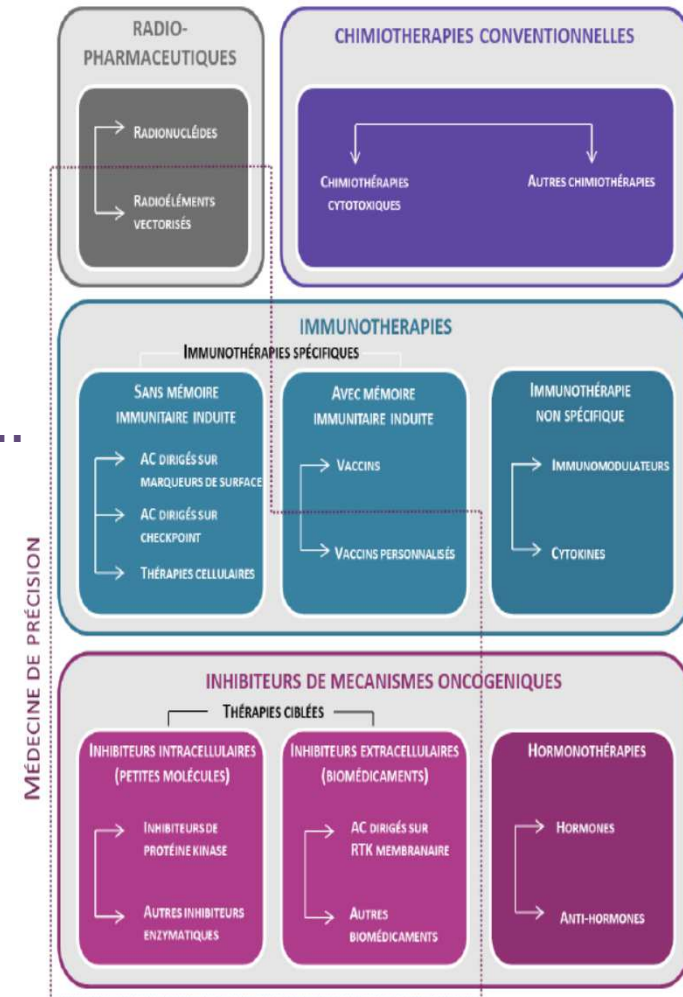 RADIO-
PHARMACEUTIQUES
RADIONUCLÉIDES
RADIOÉLÉMENTS
VECTORISÉS
CHIMIOTHERAPIES CONVENTIONNELLES
CHIMIOTHÉRAPIES
CYTOTOXIQUES
AUTRES CHIMIOTHÉRAPIES
IMMUNOTHERAPIES
IMMUNOTHÉRAPIES SPÉCIFIQUES
SANS MÉMOIRE
IMMUNITAIRE INDUITE
AC DIRIGÉS SUR
MARQUEURS DE SURFACE
AC DIRIGÉS SUR
CHECKPOINT
THÉRAPIES CELLULAIRES
AVEC MÉMOIRE
IMMUNITAIRE INDUITE
VACCINS
VACCINS PERSONNALISÉS
IMMUNOTHÉRAPIE
NON SPÉCIFIQUE
IMMUNOMODULATEURS
CYTOKINES
MÉDECINE DE PRÉCISION
INHIBITEURS DE MECANISMES ONCOGENIQUES
THÉRAPIES CIBLÉES
INHIBITEURS INTRACELLULAIRES
(PETITES MOLÉCULES)
INHIBITEURS DE
PROTÉINE KINASE
AUTRES INHIBITEURS
ENZYMATIQUES
INHIBITEURS EXTRACELLULAIRES
(BIOMÉDICAMENTS)
AC DIRIGÉS SUR
RTK MEMBRANAIRE
AUTRES
BIOMÉDICAMENTS
HORMONOTHÉRAPIES
HORMONES
ANTI-HORMONES